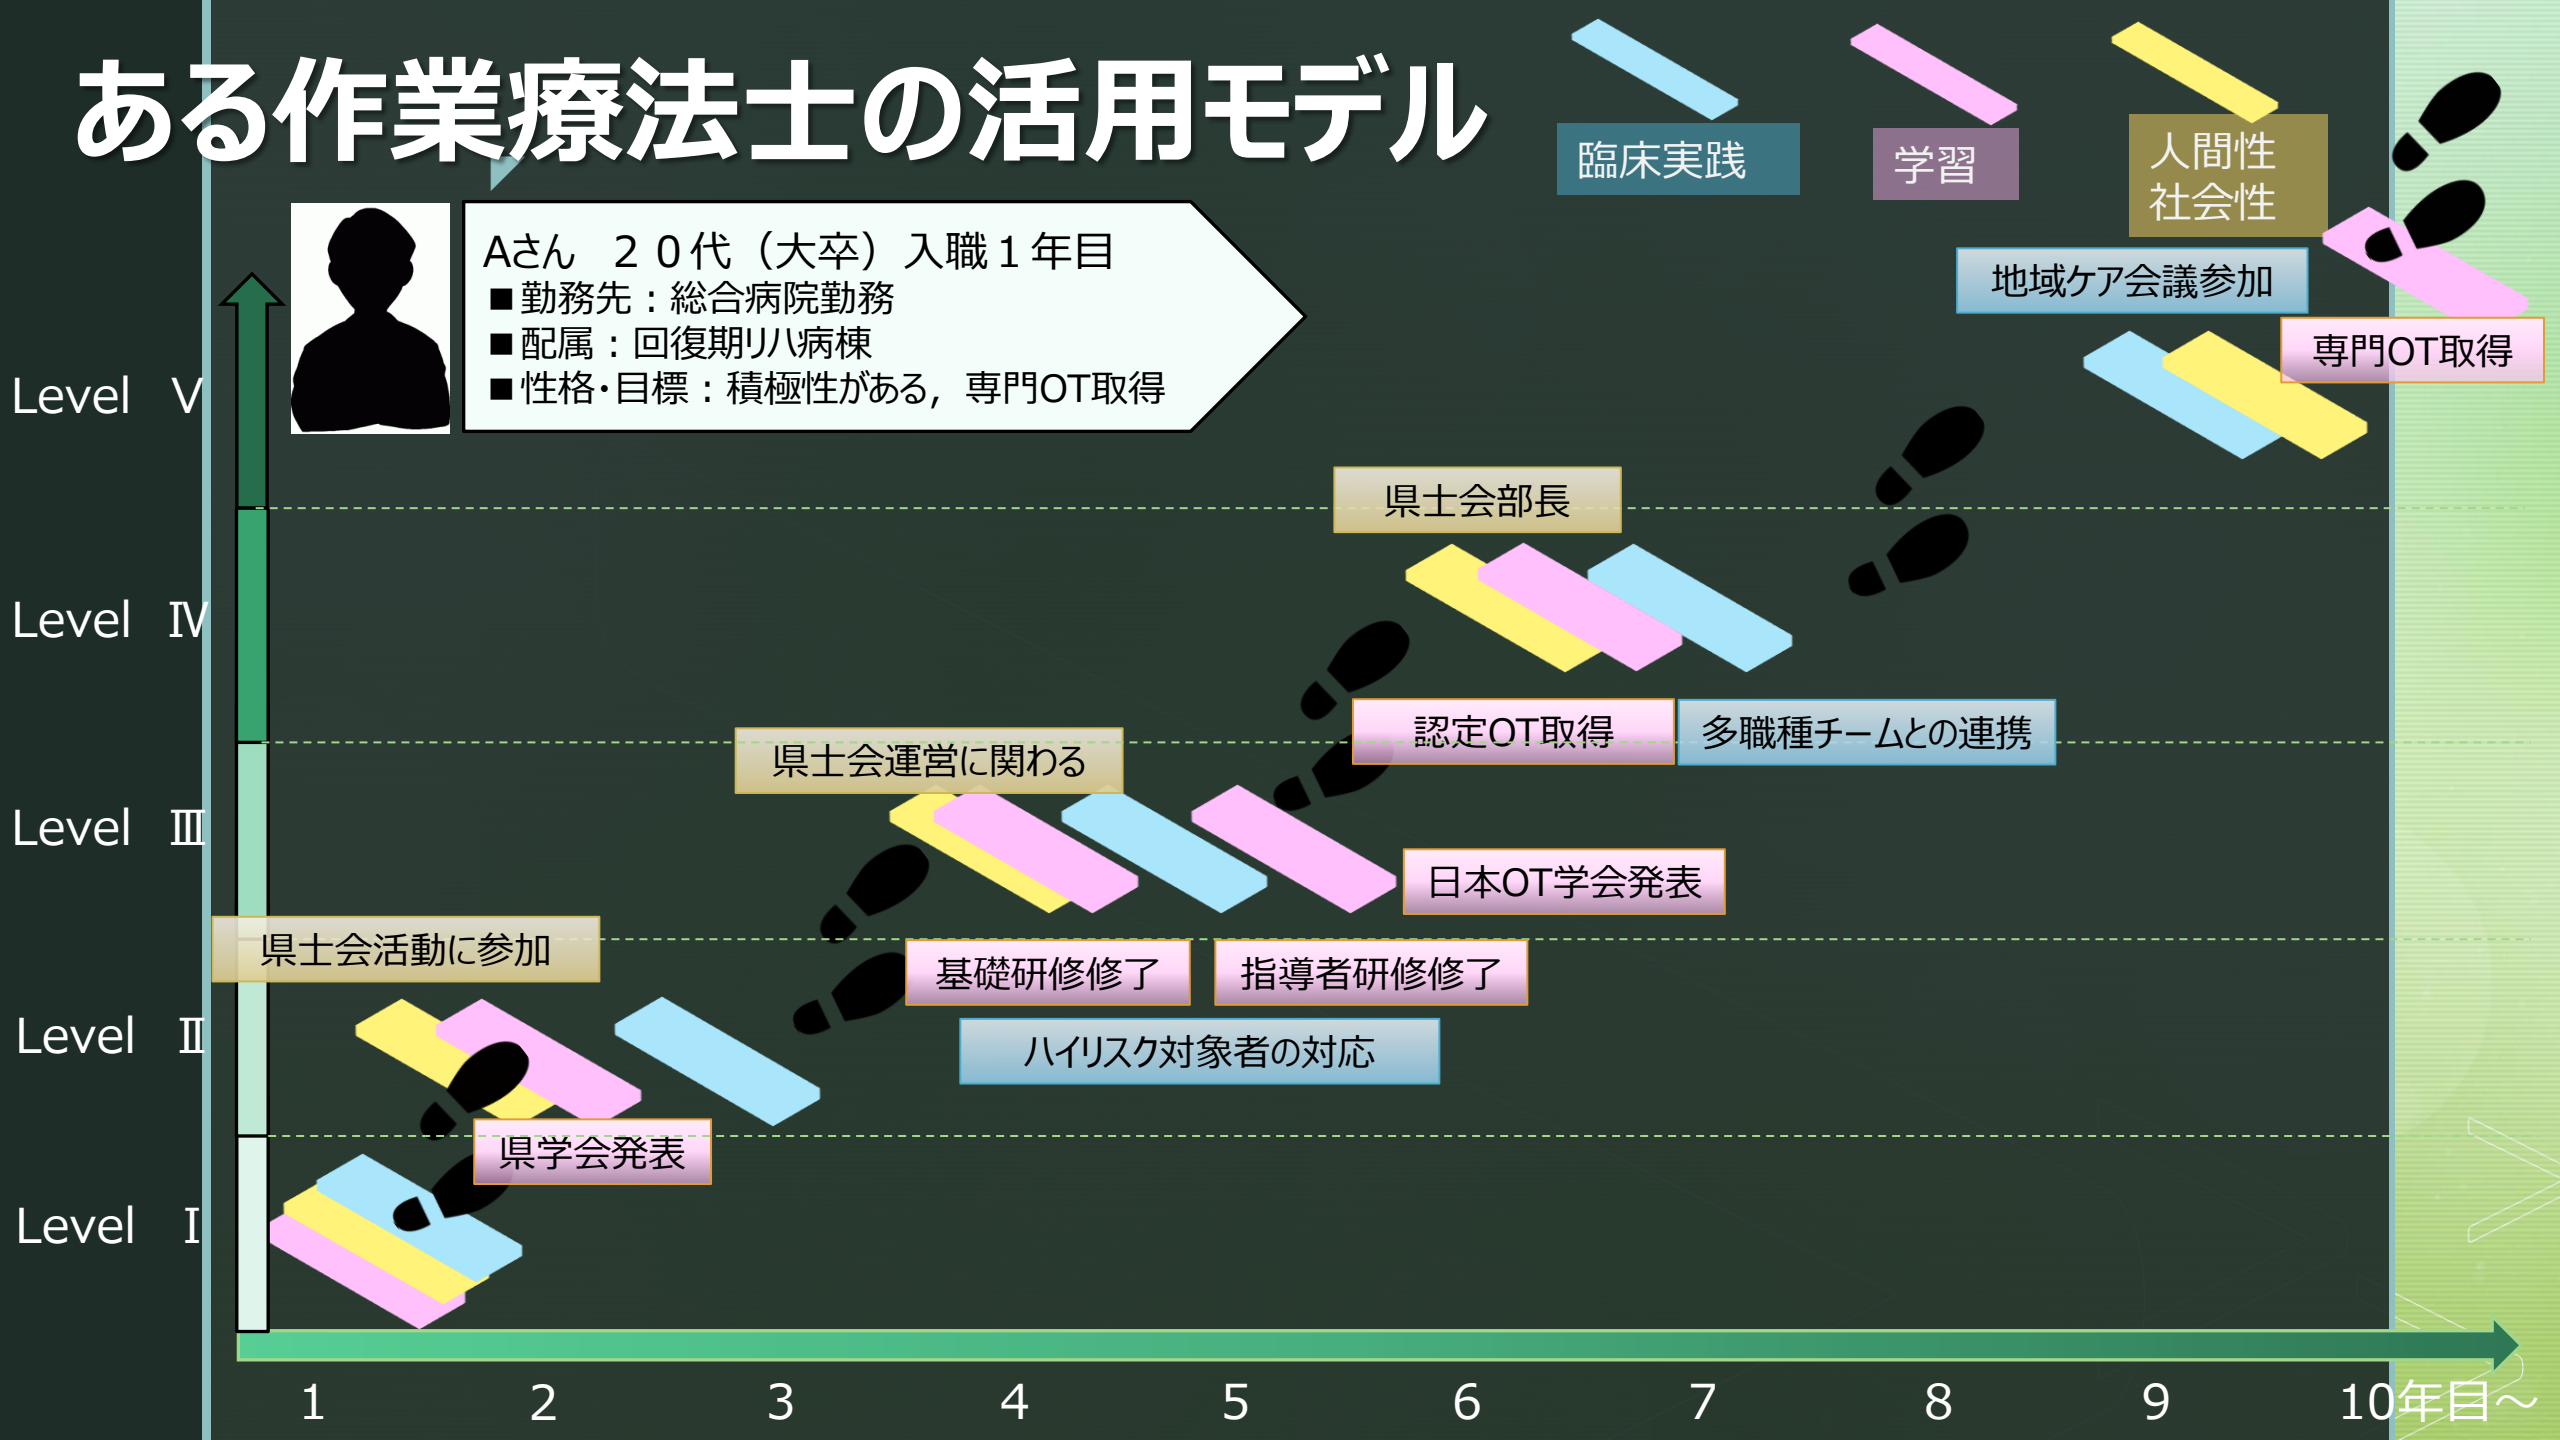 ある作業療法士の活用モデル
臨床実践
学習
人間性
社会性
Aさん　２０代（大卒）入職１年目
■勤務先：総合病院勤務
■配属：回復期リハ病棟
■性格・目標：積極性がある，専門OT取得
地域ケア会議参加
専門OT取得
Level　Ⅴ
県士会部長
Level　Ⅳ
認定OT取得
多職種チームとの連携
県士会運営に関わる
Level　Ⅲ
日本OT学会発表
県士会活動に参加
基礎研修修了
指導者研修修了
Level　Ⅱ
ハイリスク対象者の対応
県学会発表
Level　Ⅰ
1 2 3 4 5 6 7 8 9 10年目～